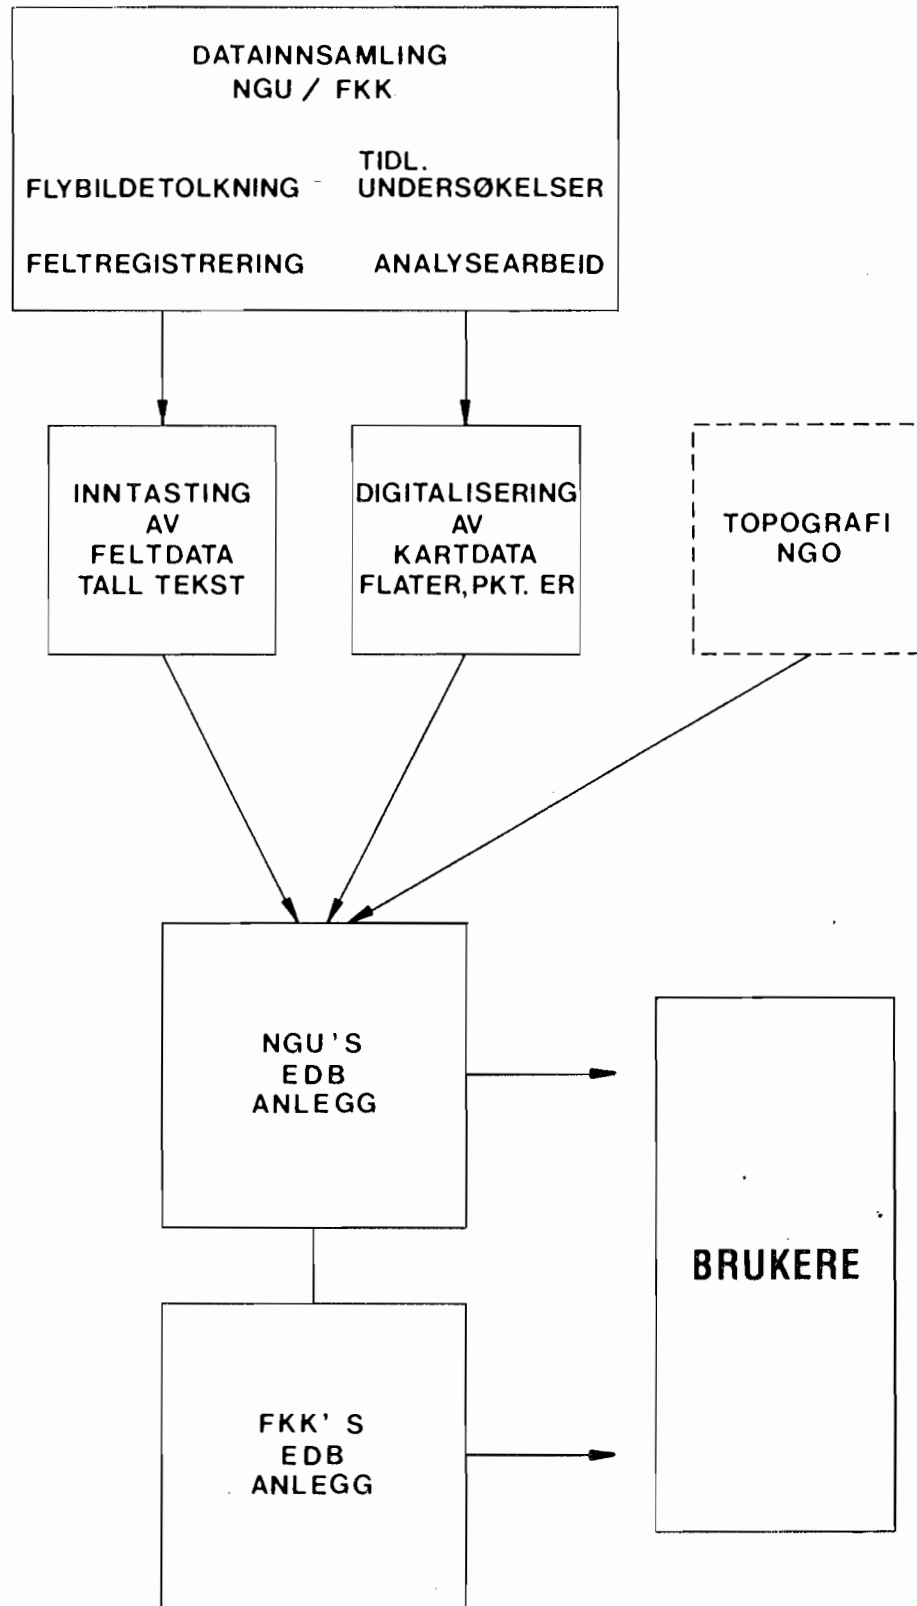 DATAINNSAMLING
NGU / FKK
FLYBILDETOLKNING
TIDL.
UNDERSØKELSER
FELTREGISTRERING
ANALYSEARBEID
INNTASTING
AV
FELTDATA
TALL TEKST
DIGITALISERING
AV
KARTDATA
FLATER, PKT. ER
TOPOGRAFI
NGO
NGU'S
EDB
ANLEGG
BRUKERE
FKK'S
EDB
ANLEGG